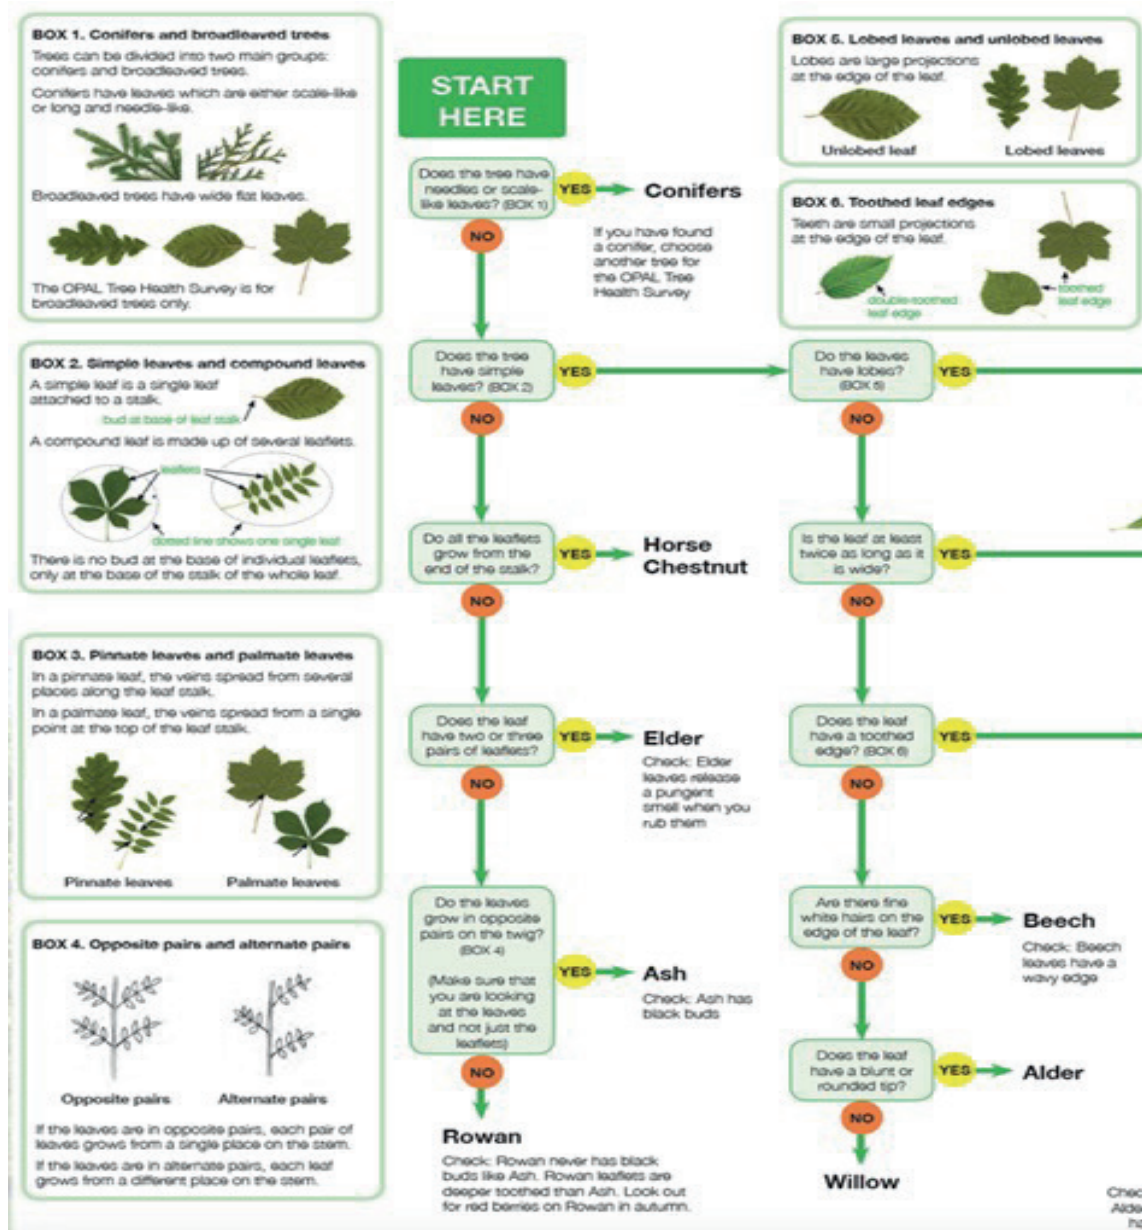 BOX 1. Conifers and broadleaved trees
Trees can be divided into two main groups:
conifers and broadleaved trees.
Conifers have leaves which are either scale-like
or long and needle-like.
Broadleaved trees have wide flat leaves.
The OPAL Tree Health Survey is for
broadleaved trees only.
BOX 2. Simple leaves and compound leaves
A simple leaf is a single leaf
attached to a stalk.
bud at base of leaf stalk
A compound leaf is made up of several leaflets.
leaflets
dotted line shows one single leaf
There is no bud at the base of individual leaflets,
only at the base of the stalk of the whole leaf.
BOX 3. Pinnate leaves and palmate leaves
In a pinnate leaf, the veins spread from several
places along the leaf stalk.
In a palmate leaf, the veins spread from a single
point at the top of the leaf stalk.
Pinnate leaves
Palmate leaves
BOX 4. Opposite pairs and alternate pairs
Opposite pairs
Alternate pairs
If the leaves are in opposite pairs, each pair of
leaves grows from a single place on the stem.
If the leaves are in alternate pairs, each leaf
grows from a different place on the stem.
START
HERE
Does the tree have
needles or scale-
like leaves? (BOX 1)
YES
Conifers
If you have found
a conifer, choose
another tree for
the OPAL Tree
Health Survey
NO
Does the tree
have simple
leaves? (BOX 2)
YES
NO
Do all the leaflets
grow from the
end of the stalk?
YES
Horse
Chestnut
NO
Does the leaf
have two or three
pairs of leaflets?
YES
Elder
Check: Elder
leaves release
a pungent
smell when you
rub them
NO
Do the leaves
grow in opposite
pairs on the twig?
(BOX 4)
(Make sure that
you are looking
at the leaves
and not just the
leaflets)
YES
Ash
Check: Ash has
black buds
NO
Rowan
Check: Rowan never has black
buds like Ash. Rowan leaflets are
deeper toothed than Ash. Look out
for red berries on Rowan in autumn.
BOX 5. Lobed leaves and unlobed leaves
Lobes are large projections
at the edge of the leaf.
Unlobed leaf
Lobed leaves
BOX 6. Toothed leaf edges
Teeth are small projections
at the edge of the leaf.
double-toothed
leaf edge
toothed
leaf edge
Do the leaves
have lobes?
(BOX 5)
YES
NO
Is the leaf at least
twice as long as it
is wide?
YES
NO
Does the leaf
have a toothed
edge? (BOX 6)
YES
NO
Are there fine
white hairs on the
edge of the leaf?
YES
Beech
Check: Beech
leaves have a
wavy edge
NO
Does the leaf
have a blunt or
rounded tip?
YES
Alder
NO
Willow